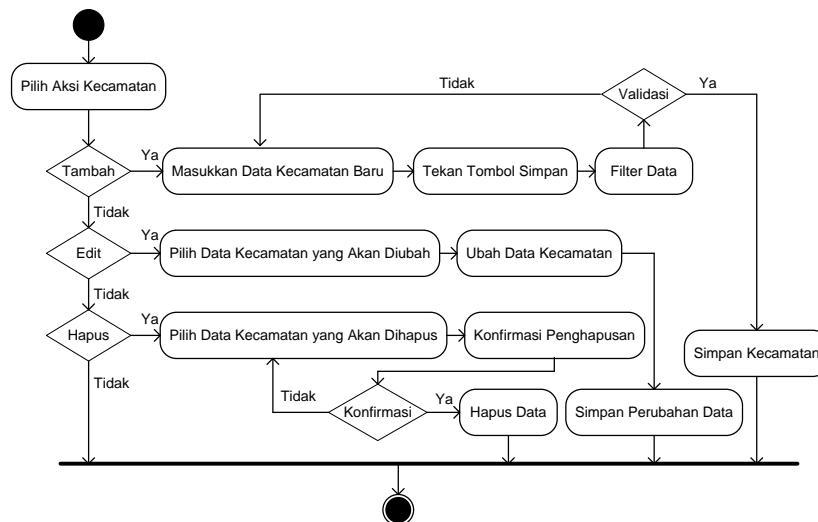 Pilih Aksi Kecamatan
Tidak
Validasi
Ya
Tambah
Ya
Masukkan Data Kecamatan Baru
Tekan Tombol Simpan
Filter Data
Tidak
Edit
Ya
Pilih Data Kecamatan yang Akan Diubah
Ubah Data Kecamatan
Tidak
Hapus
Ya
Pilih Data Kecamatan yang Akan Dihapus
Konfirmasi Penghapusan
Simpan Kecamatan
Tidak
Tidak
Konfirmasi
Ya
Hapus Data
Simpan Perubahan Data